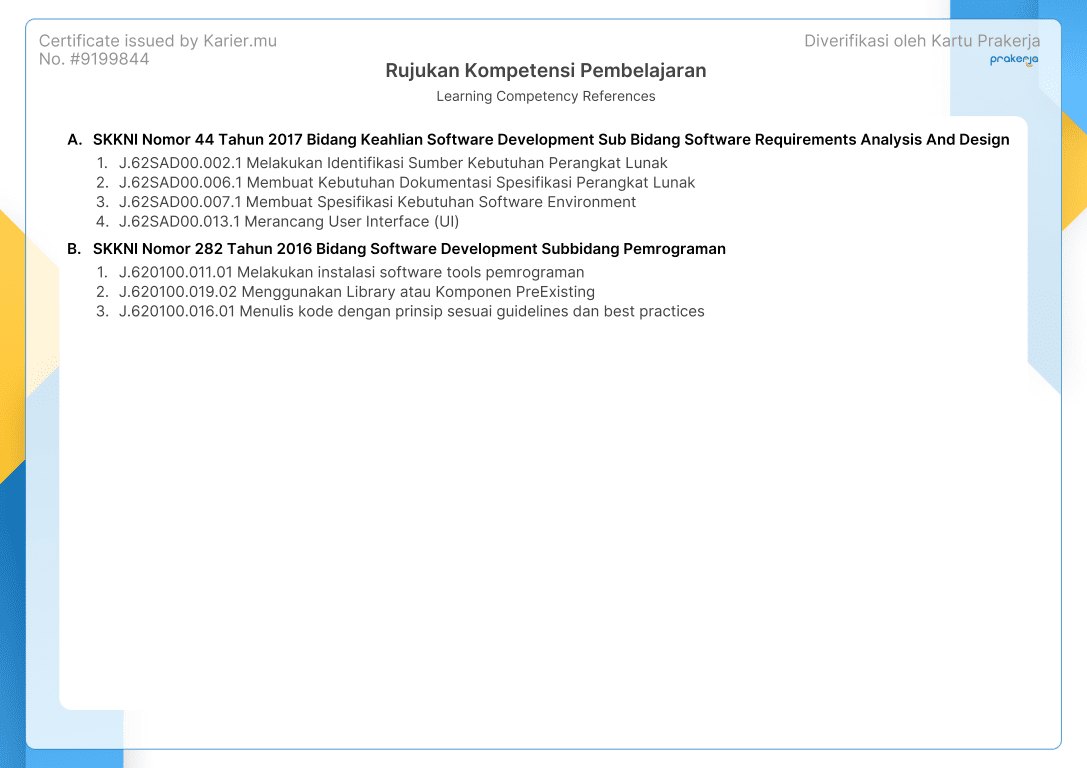 Certificate issued by Karier.mu
No. #9199844
Diverifikasi oleh Kartu Prakerja
prakerja
Rujukan Kompetensi Pembelajaran
Learning Competency References
A. SKKNI Nomor 44 Tahun 2017 Bidang Keahlian Software Development Sub Bidang Software Requirements Analysis And Design
1. J.62SAD00.002.1 Melakukan Identifikasi Sumber Kebutuhan Perangkat Lunak
2. J.62SAD00.006.1 Membuat Kebutuhan Dokumentasi Spesifikasi Perangkat Lunak
3. J.62SAD00.007.1 Membuat Spesifikasi Kebutuhan Software Environment
4. J.62SAD00.013.1 Merancang User Interface (UI)
B. SKKNI Nomor 282 Tahun 2016 Bidang Software Development Subbidang Pemrograman
1. J.620100.011.01 Melakukan instalasi software tools pemrograman
2. J.620100.019.02 Menggunakan Library atau Komponen PreExisting
3. J.620100.016.01 Menulis kode dengan prinsip sesuai guidelines dan best practices